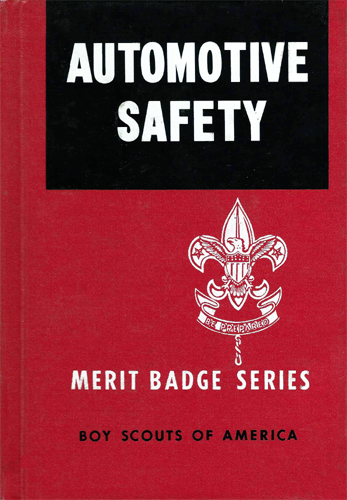 AUTOMOTIVE
SAFETY
BE PREPARED
MERIT BADGE SERIES
BOY SCOUTS OF AMERICA